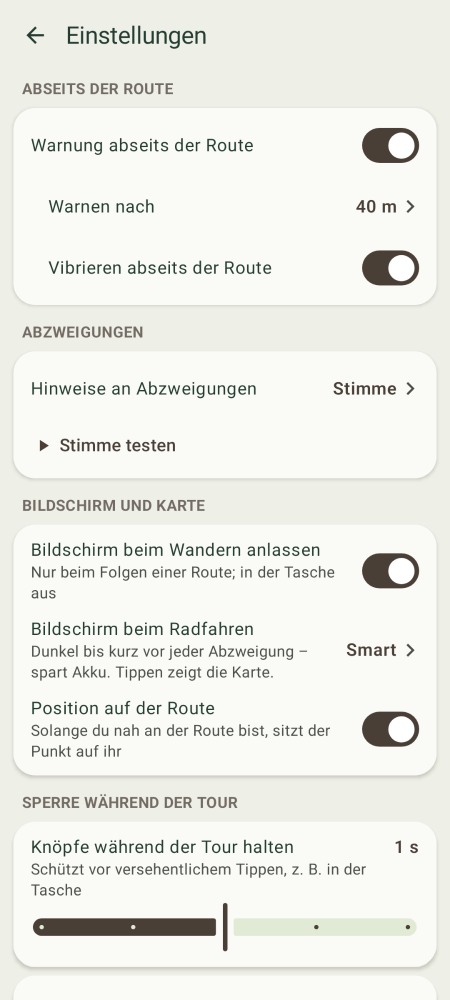 Einstellungen
ABSEITS DER ROUTE
Warnung abseits der Route
Warnen nach 40 m
Vibrieren abseits der Route
ABZWEIGUNGEN
Hinweise an Abzweigungen Stimme
Stimme testen
BILDSCHIRM UND KARTE
Bildschirm beim Wandern anlassen
Nur beim Folgen einer Route; in der Tasche
aus
Bildschirm beim Radfahren
Dunkel bis kurz vor jeder Abzweigung –
spart Akku. Tippen zeigt die Karte.
Smart
Position auf der Route
Solange du nah an der Route bist, sitzt der
Punkt auf ihr
SPERRE WÄHREND DER TOUR
Knöpfe während der Tour halten 1 s
Schützt vor versehentlichem Tippen, z. B. in der
Tasche